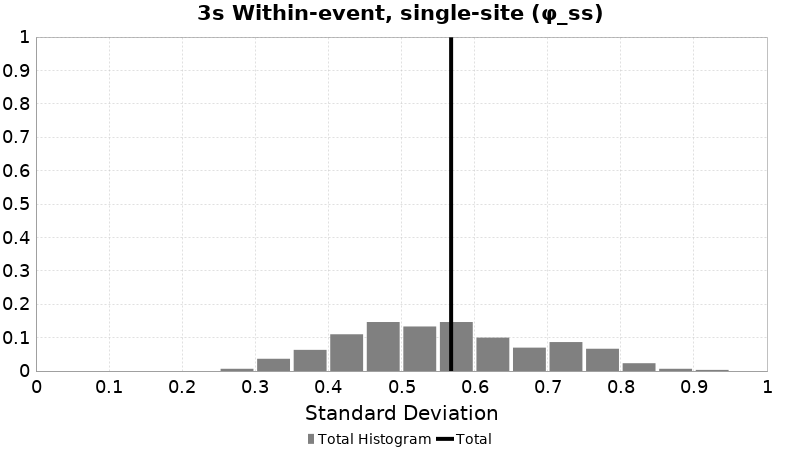 3s Within-event, single-site (φ_ss)
1
0.9
0.8
0.7
0.6
0.5
0.4
0.3
0.2
0.1
0
0 0.1 0.2 0.3 0.4 0.5 0.6 0.7 0.8 0.9 1
Standard Deviation
Total Histogram Total